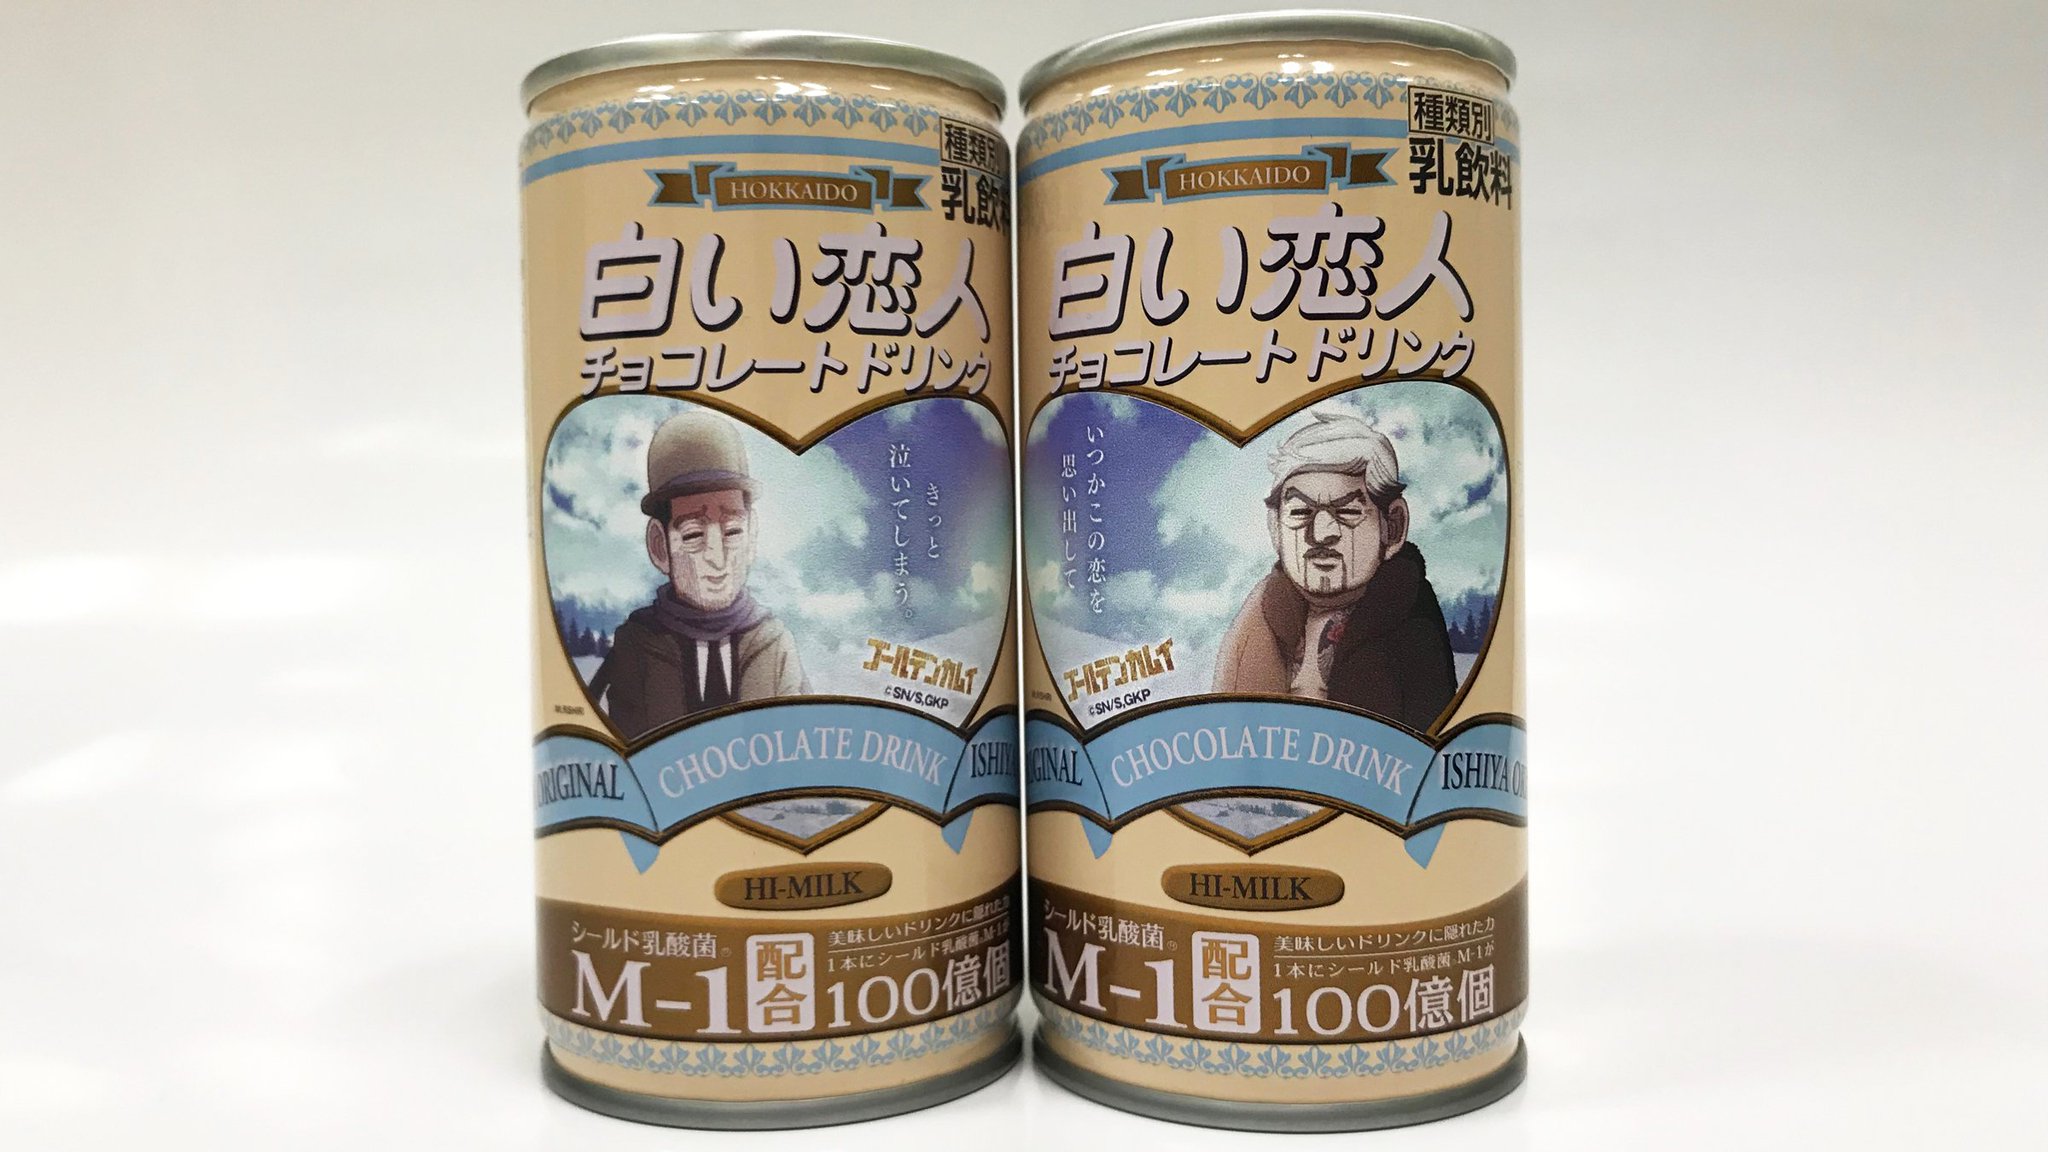 種類別
乳飲料
HOKKAIDO
白い恋人
チョコレートドリンク
きっと
泣いてしまう。
ゴールデンカムイ
©SN/S,GKP
ORIGINAL
CHOCOLATE DRINK
ISHIYA
HI-MILK
シールド乳酸菌®
M-1
配合
美味しいドリンクに隠れた力
1本にシールド乳酸菌 M-1が
100億個
種類別
乳飲料
HOKKAIDO
白い恋人
チョコレートドリンク
いつかこの恋を
思い出して
ゴールデンカムイ
©SN/S,GKP
GINAL
CHOCOLATE DRINK
ISHIYA OR
HI-MILK
シールド乳酸菌®
M-1
配合
美味しいドリンクに隠れた力
1本にシールド乳酸菌 M-1が
100億個